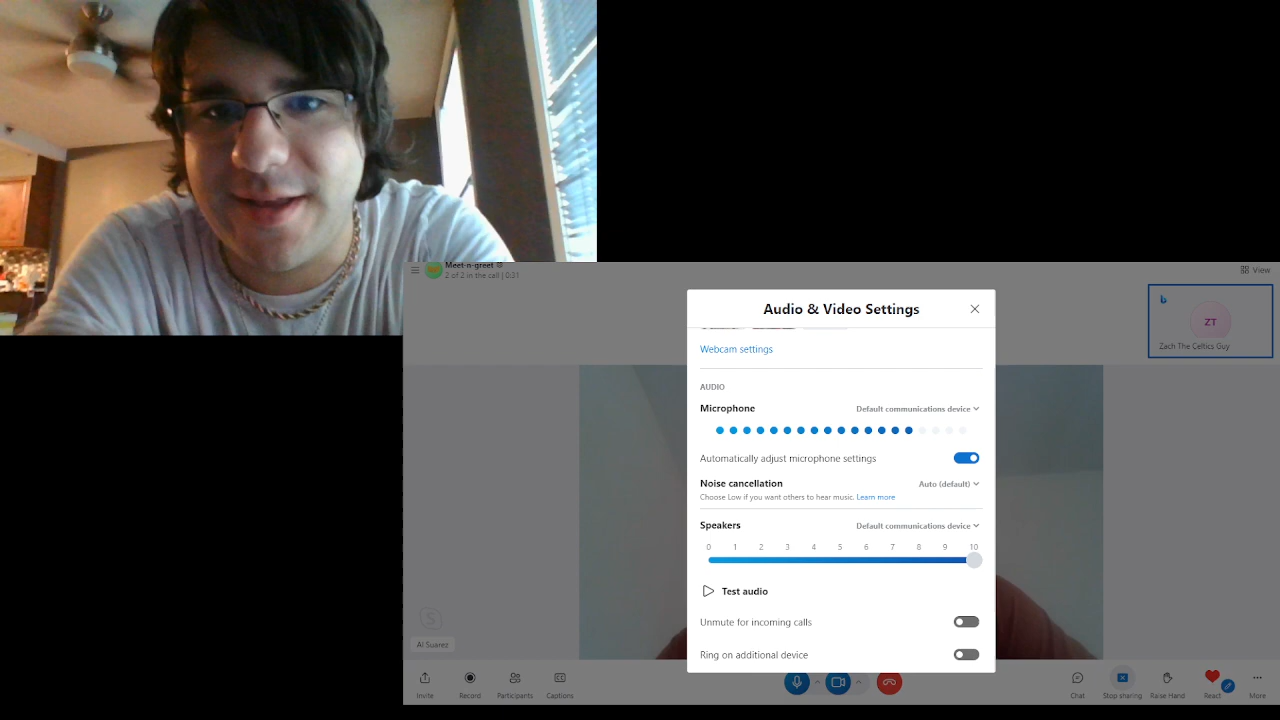 Meet-n-greet
2 of 2 in the call | 0:31
View
ZT
Zach The Celtics Guy
Audio & Video Settings
Webcam settings
AUDIO
Microphone
Default communications device
Automatically adjust microphone settings
Noise cancellation
Auto (default)
Choose Low if you want others to hear music. Learn more
Speakers
Default communications device
0 1 2 3 4 5 6 7 8 9 10
Test audio
Unmute for incoming calls
Ring on additional device
Al Suarez
Invite
Record
Participants
Captions
Chat
Stop sharing
Raise Hand
React
More